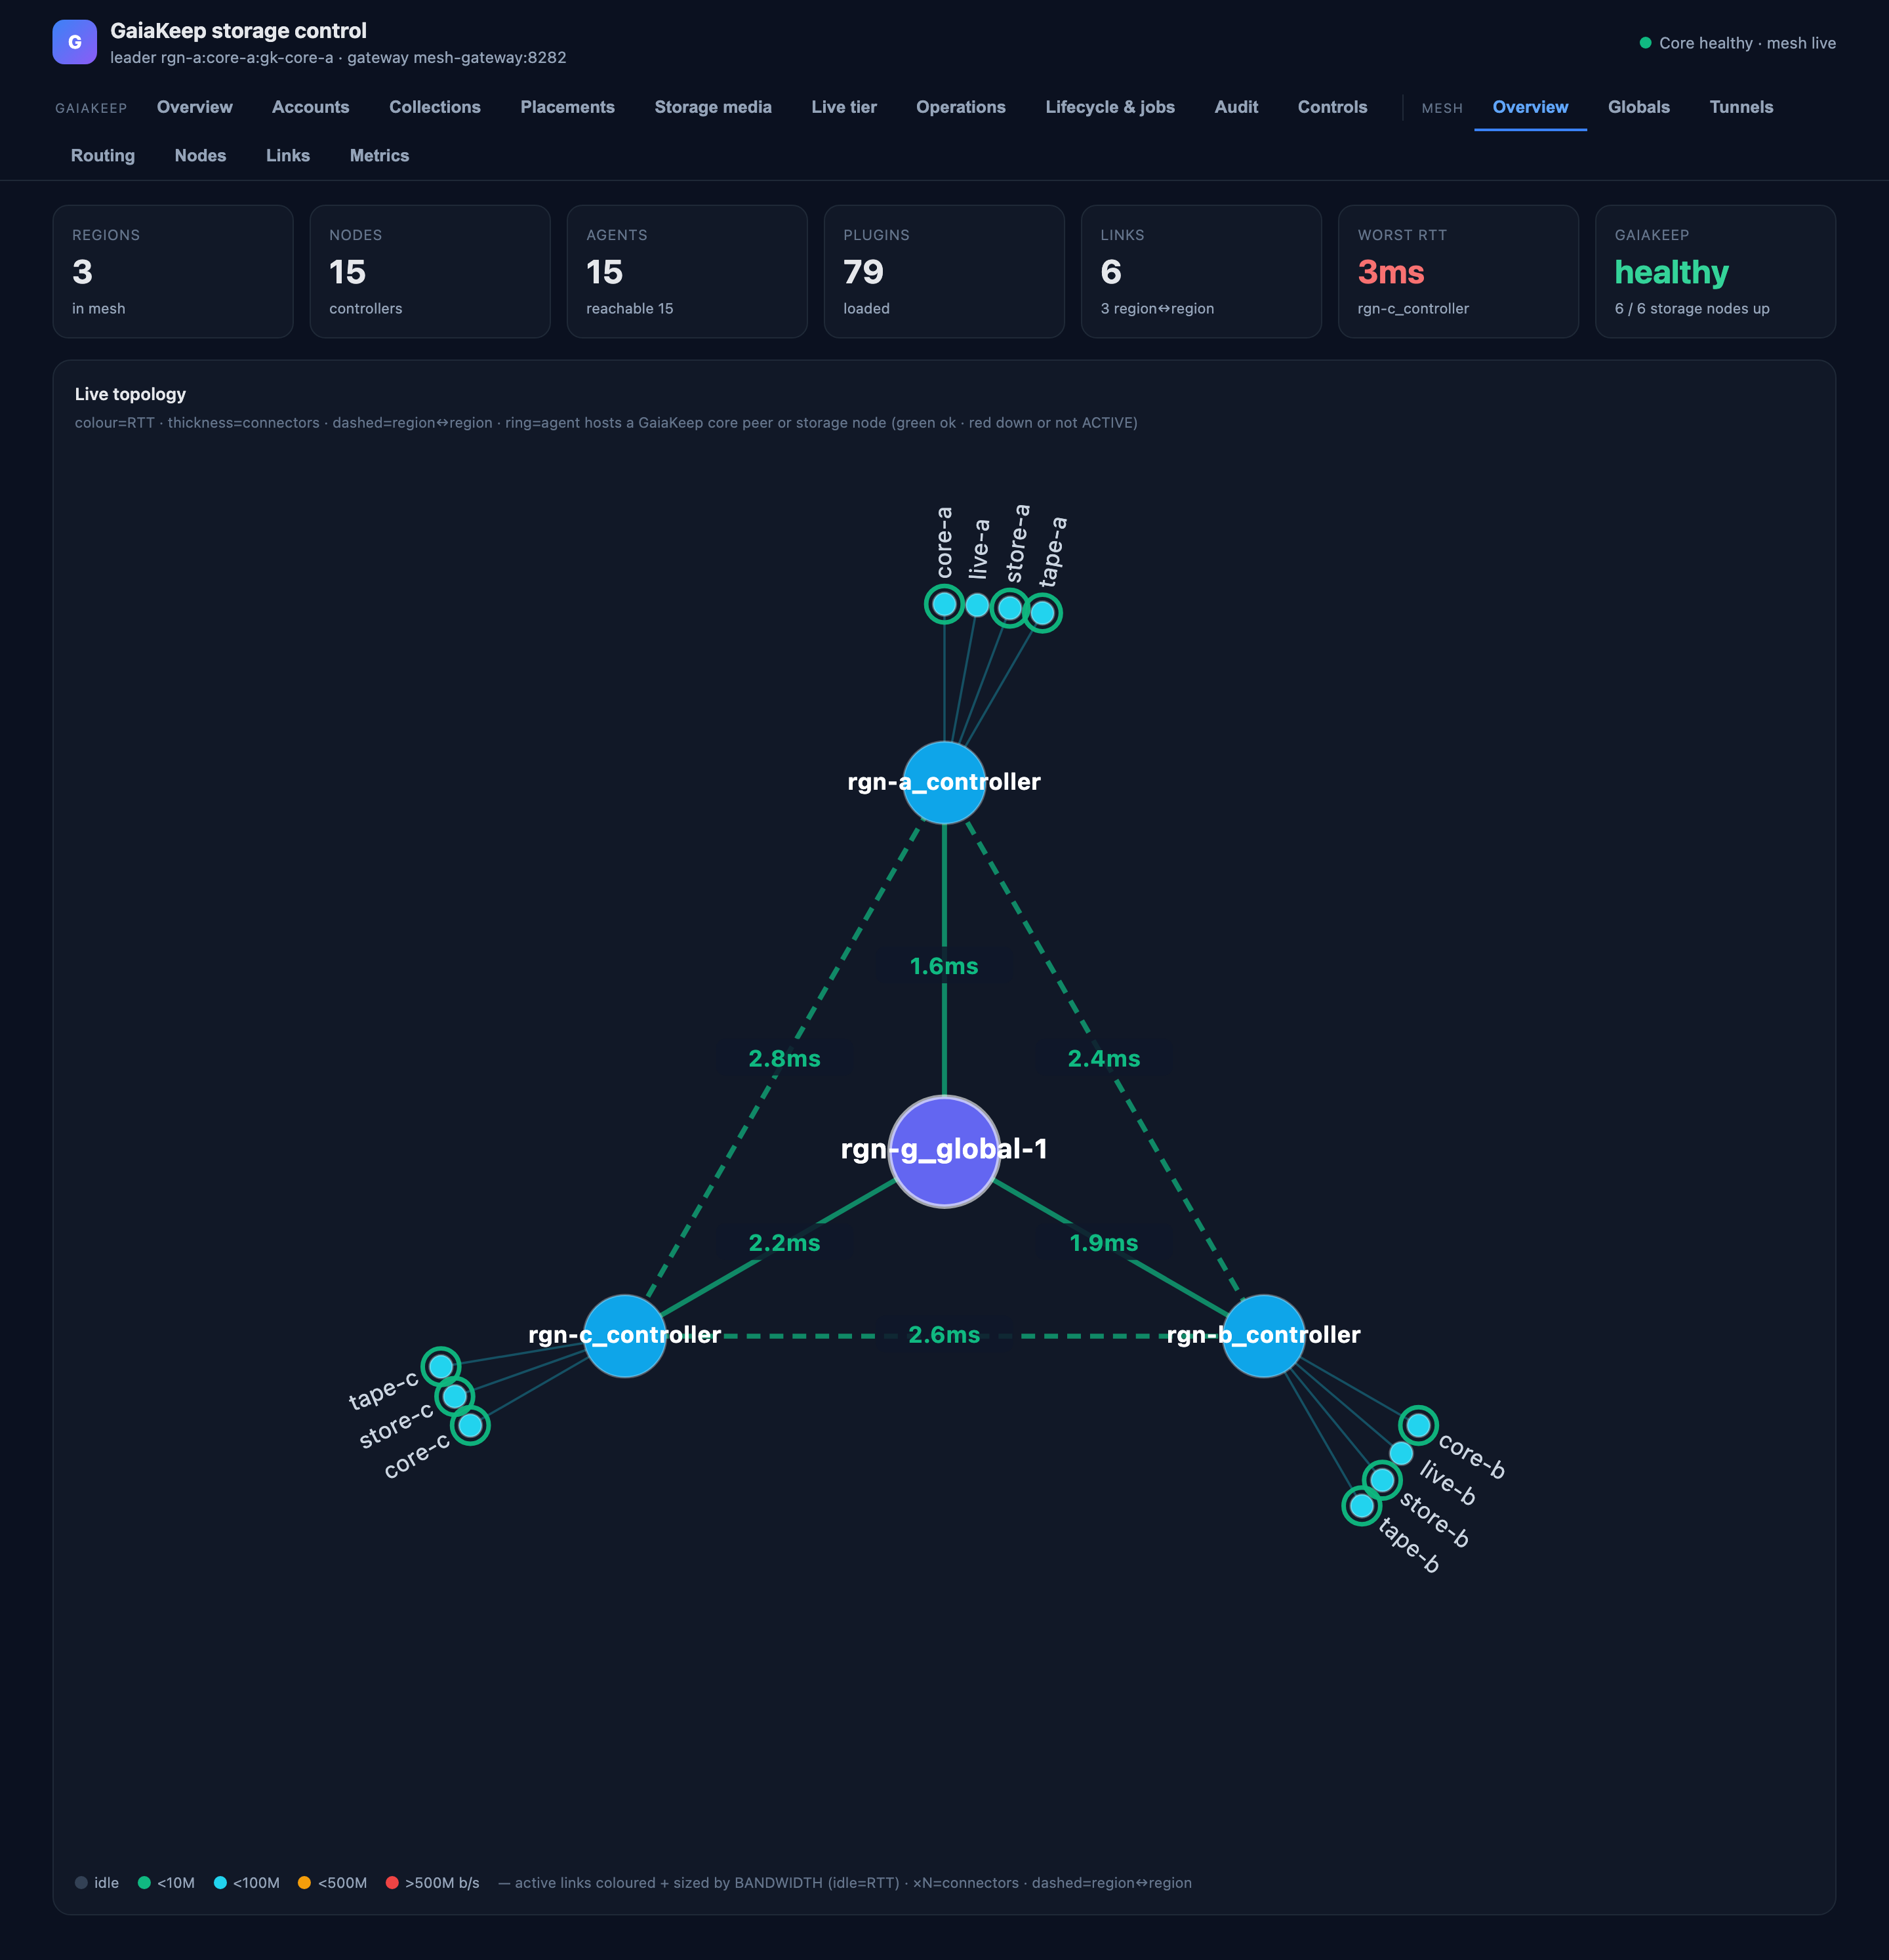 G
GaiaKeep storage control
leader rgn-a:core-a:gk-core-a · gateway mesh-gateway:8282
Core healthy · mesh live
GAIAKEEP Overview Accounts Collections Placements Storage media Live tier Operations Lifecycle & jobs Audit Controls MESH Overview Globals Tunnels
Routing Nodes Links Metrics
REGIONS
3
in mesh
NODES
15
controllers
AGENTS
15
reachable 15
PLUGINS
79
loaded
LINKS
6
3 region↔region
WORST RTT
3ms
rgn-c_controller
GAIAKEEP
healthy
6 / 6 storage nodes up
Live topology
colour=RTT · thickness=connectors · dashed=region↔region · ring=agent hosts a GaiaKeep core peer or storage node (green ok · red down or not ACTIVE)
core-a
live-a
store-a
tape-a
rgn-a_controller
1.6ms
2.8ms
2.4ms
rgn-g_global-1
2.2ms
1.9ms
rgn-c_controller
2.6ms
rgn-b_controller
tape-c
store-c
core-c
core-b
live-b
store-b
tape-b
idle <10M <100M <500M >500M b/s — active links coloured + sized by BANDWIDTH (idle=RTT) · ×N=connectors · dashed=region↔region